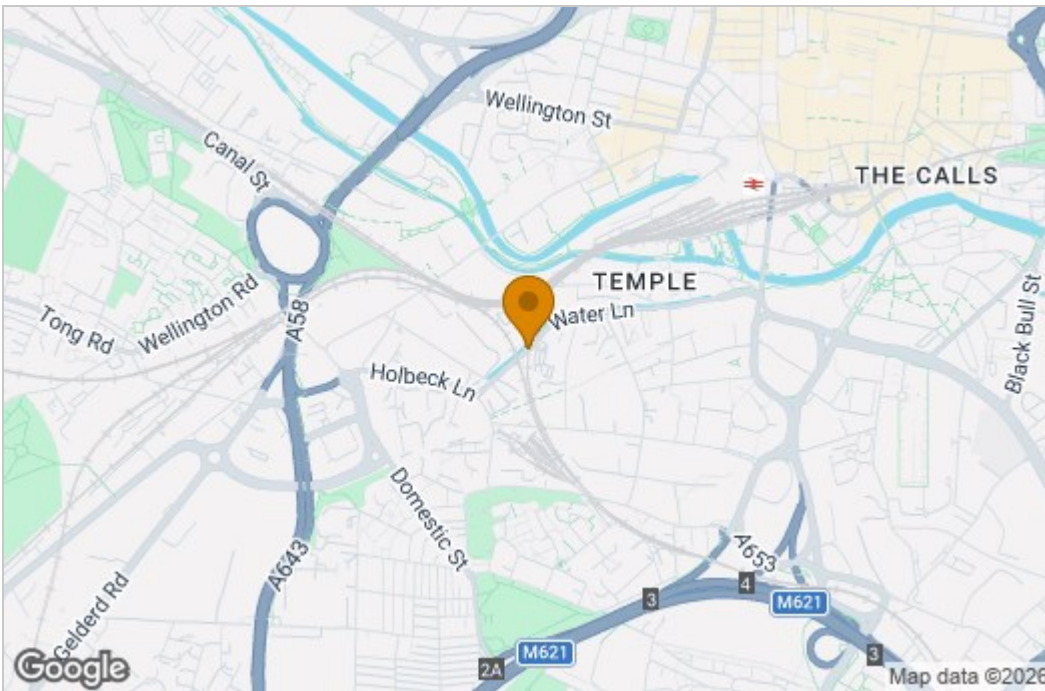 Wellington St
Canal St
THE CALLS
TEMPLE
Wellington Rd
A58
Water Ln
Tong Rd
Black Bull St
Holbeck Ln
Domestic St
A643
A653
Gelderd Rd
3
4
M621
M621
2A
3
Google
Map data ©2026